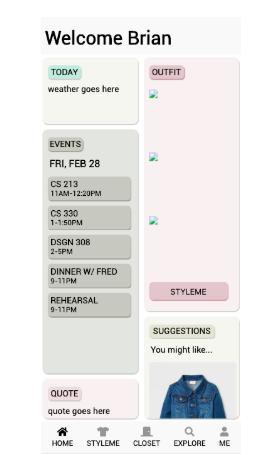 Welcome Brian
TODAY
weather goes here
EVENTS
FRI, FEB 28
CS 213
11AM-12:20PM
CS 330
1-1:50PM
DSGN 308
2-5PM
DINNER W/ FRED
9-11PM
REHEARSAL
9-11PM
QUOTE
quote goes here
OUTFIT
STYLEME
SUGGESTIONS
You might like...
HOME STYLEME CLOSET EXPLORE ME